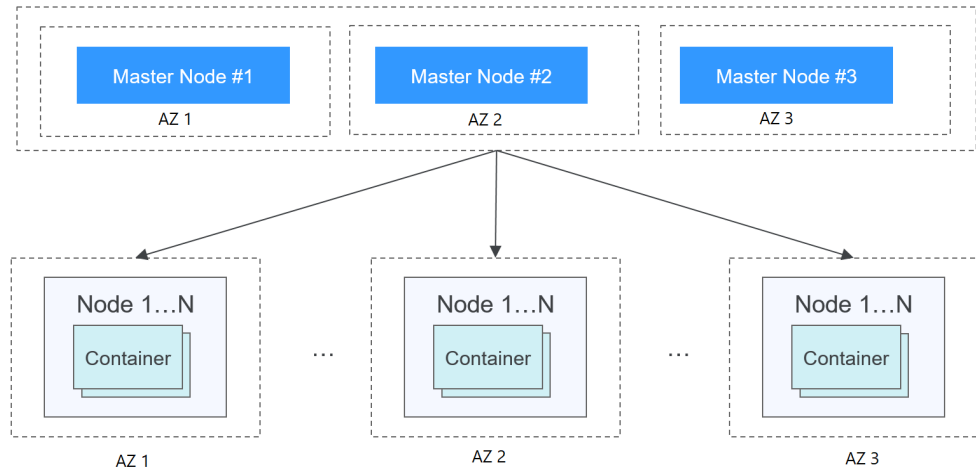 Master Node #1
Master Node #2
Master Node #3
AZ 1
AZ 2
AZ 3
Node 1...N
Container
...
Node 1...N
Container
...
Node 1...N
Container
AZ 1
AZ 2
AZ 3